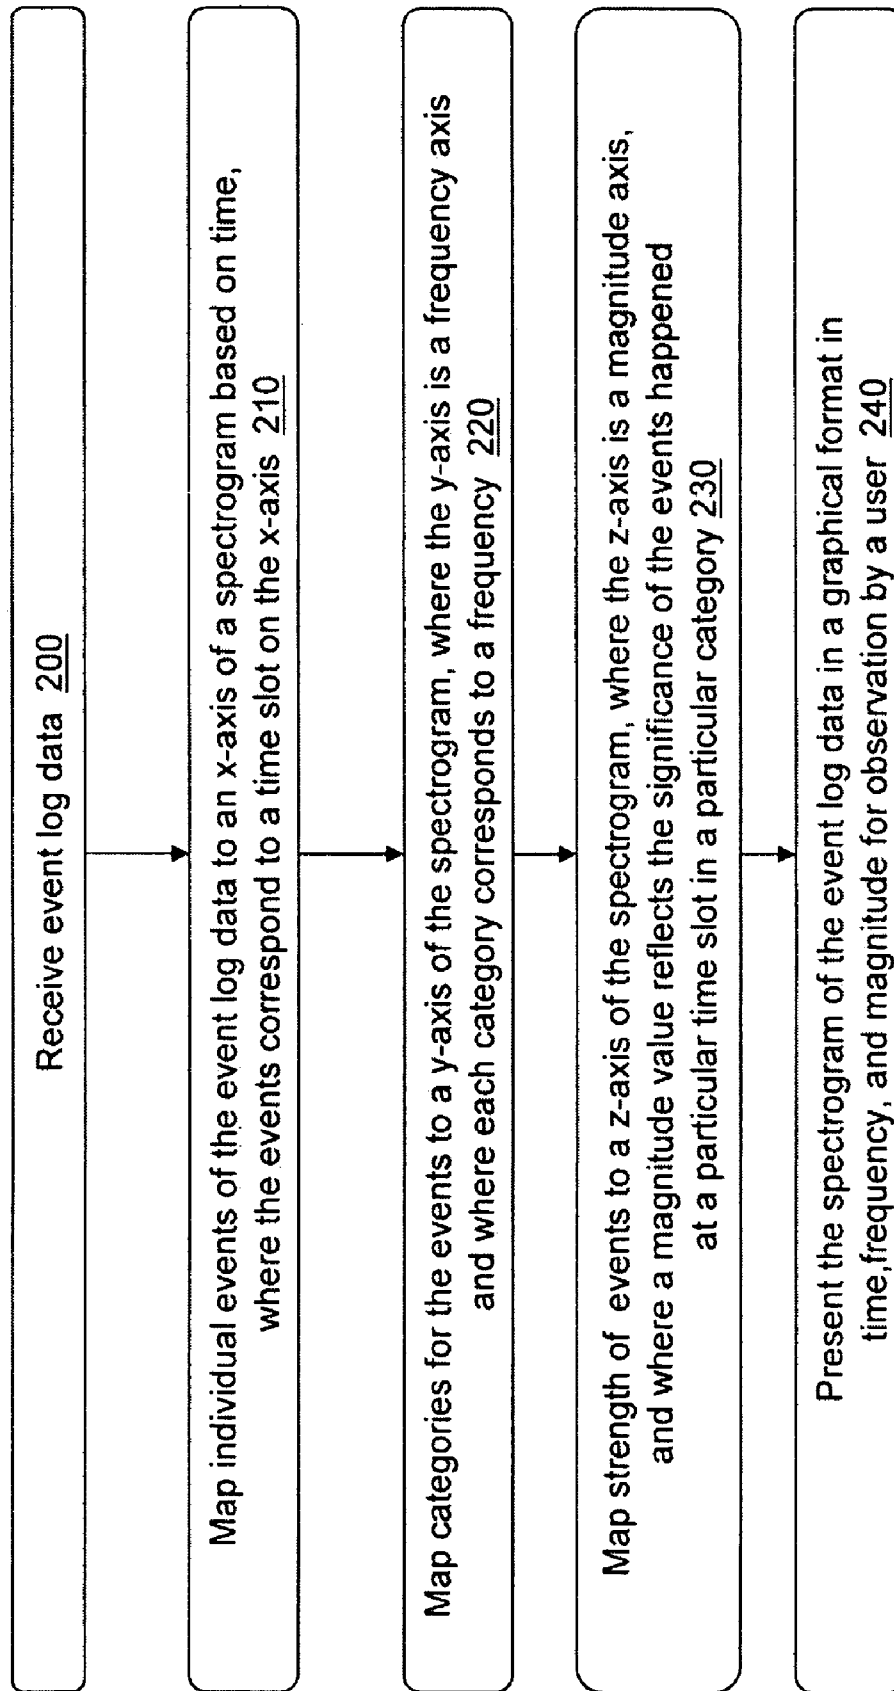 Receive event log data 200
Map individual events of the event log data to an x-axis of a spectrogram based on time,
where the events correspond to a time slot on the x-axis 210
Map categories for the events to a y-axis of the spectrogram, where the y-axis is a frequency axis
and where each category corresponds to a frequency 220
Map strength of events to a z-axis of the spectrogram, where the z-axis is a magnitude axis,
and where a magnitude value reflects the significance of the events happened
at a particular time slot in a particular category 230
Present the spectrogram of the event log data in a graphical format in
time,frequency, and magnitude for observation by a user 240